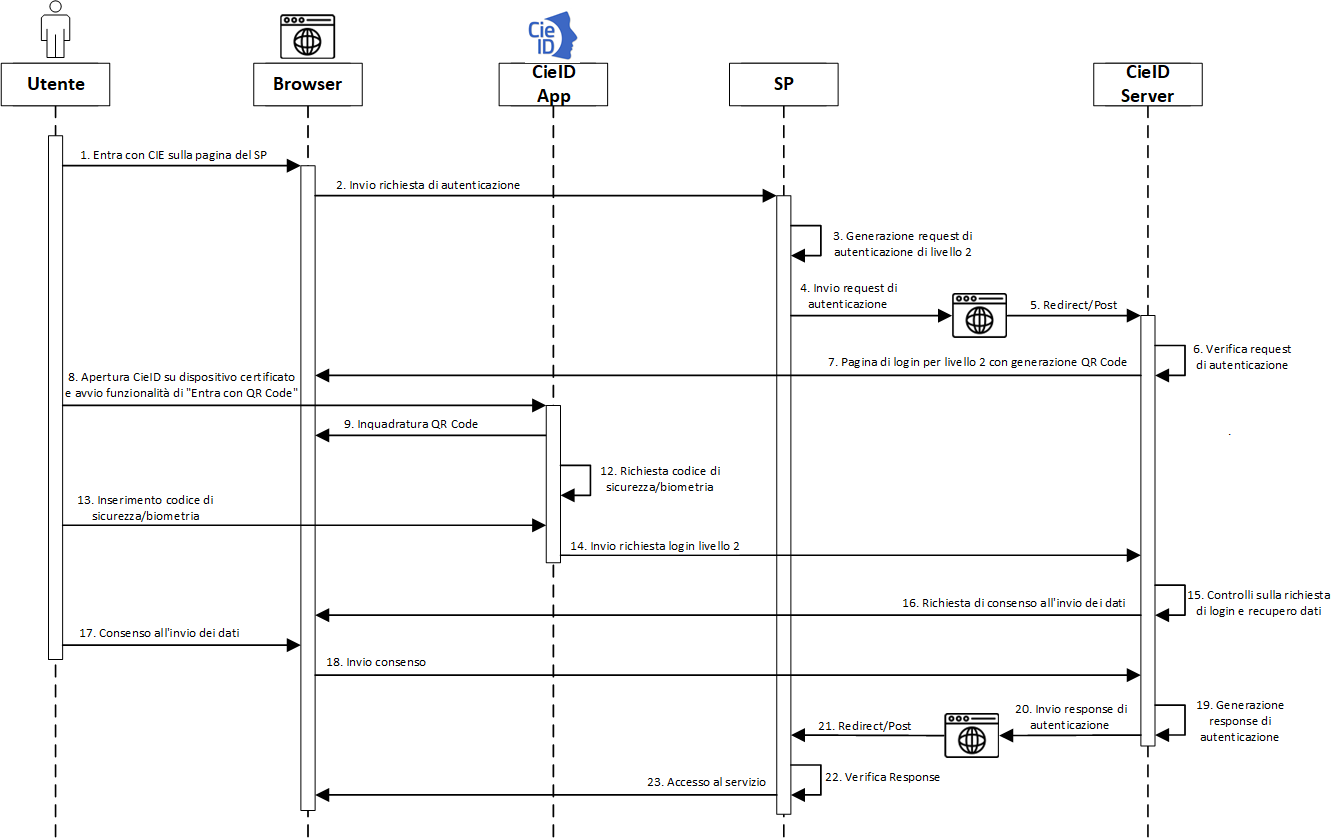 Cie
ID
Utente
Browser
CieID
App
SP
CieID
Server
1. Entra con CIE sulla pagina del SP
2. Invio richiesta di autenticazione
3. Generazione request di
autenticazione di livello 2
4. Invio request di
autenticazione
5. Redirect/Post
6. Verifica request
di autenticazione
7. Pagina di login per livello 2 con generazione QR Code
8. Apertura CieID su dispositivo certificato
e avvio funzionalità di "Entra con QR Code"
9. Inquadratura QR Code
12. Richiesta codice di
sicurezza/biometria
13. Inserimento codice di
sicurezza/biometria
14. Invio richiesta login livello 2
15. Controlli sulla richiesta
di login e recupero dati
16. Richiesta di consenso all'invio dei dati
17. Consenso all'invio dei dati
18. Invio consenso
19. Generazione
response di
autenticazione
20. Invio response di
autenticazione
21. Redirect/Post
22. Verifica Response
23. Accesso al servizio